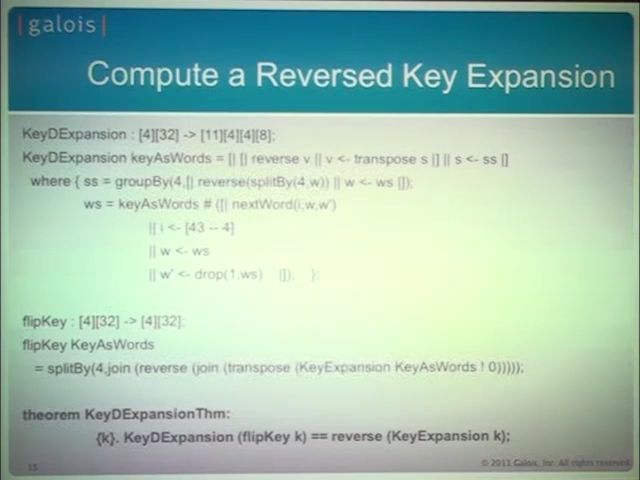 |galois|
Compute a Reversed Key Expansion
KeyDExpansion : [4][32] -> [11][4][4][8];
KeyDExpansion keyAsWords = [| [| reverse v || v <- transpose s |] || s <- ss |]
where { ss = groupBy(4,[| reverse(splitBy(4,w)) || w <- ws |]);
ws = keyAsWords # ([| nextWord(i,w,w')
|| i <- [43 -- 4]
|| w <- ws
|| w' <- drop(1,ws) |]); };
flipKey : [4][32] -> [4][32];
flipKey KeyAsWords
= splitBy(4,join (reverse (join (transpose (KeyExpansion KeyAsWords ! 0)))));
theorem KeyDExpansionThm:
{k}. KeyDExpansion (flipKey k) == reverse (KeyExpansion k);
15
© 2011 Galois, Inc. All rights reserved.